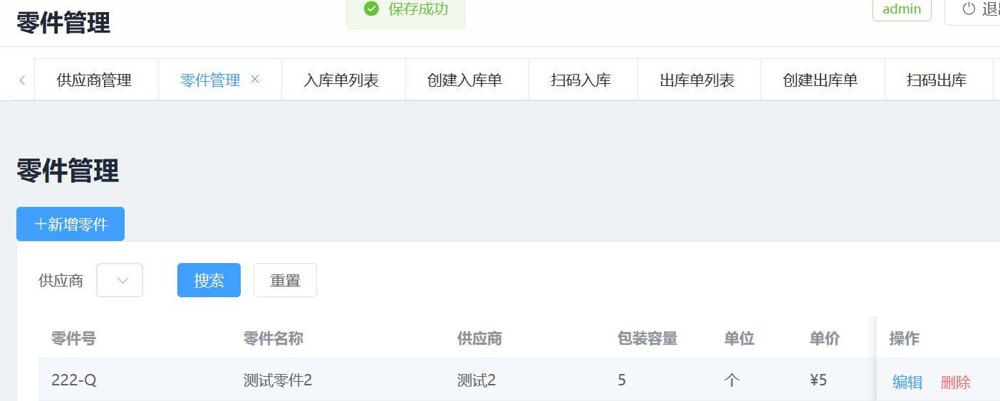 零件管理
保存成功
admin
退出
供应商管理
零件管理
入库单列表
创建入库单
扫码入库
出库单列表
创建出库单
扫码出库
零件管理
新增零件
供应商
搜索
重置
零件号 零件名称 供应商 包装容量 单位 单价 操作
222-Q 测试零件2 测试2 5 个 ¥5 编辑 删除